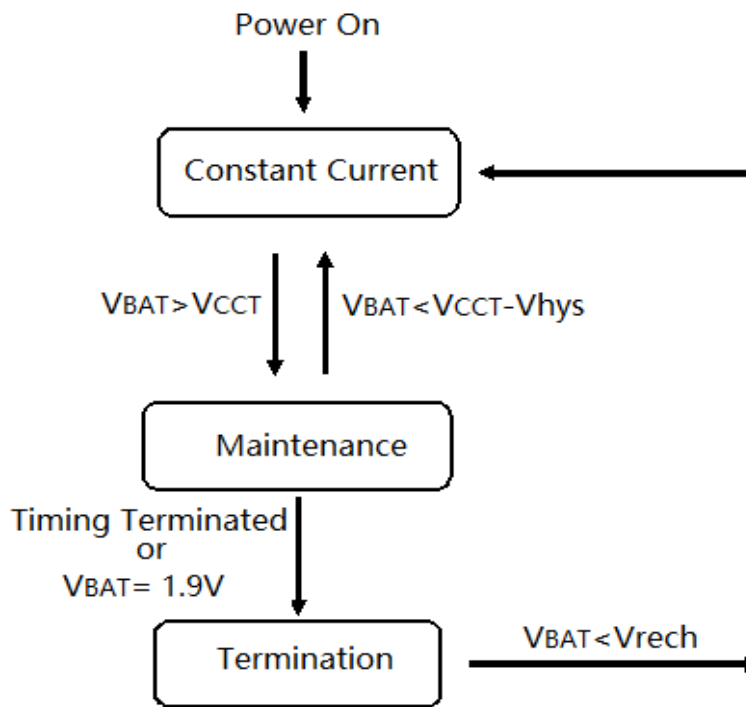 Power On
Constant Current
VBAT>VCCT
VBAT<VCCT-Vhys
Maintenance
Timing Terminated
or
VBAT= 1.9V
Termination
VBAT<Vrech